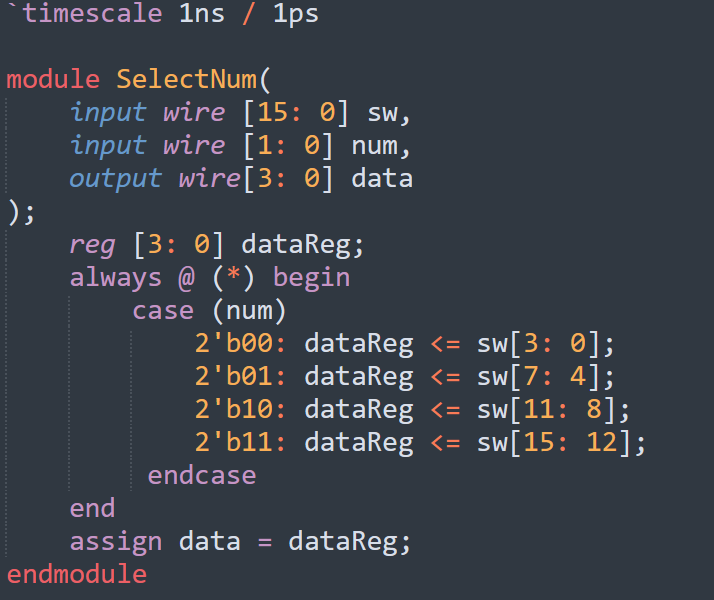 `timescale 1ns / 1ps

module SelectNum(
    input wire [15: 0] sw,
    input wire [1: 0] num,
    output wire[3: 0] data
);
    reg [3: 0] dataReg;
    always @ (*) begin
        case (num)
            2'b00: dataReg <= sw[3: 0];
            2'b01: dataReg <= sw[7: 4];
            2'b10: dataReg <= sw[11: 8];
            2'b11: dataReg <= sw[15: 12];
         endcase
    end
    assign data = dataReg;
endmodule